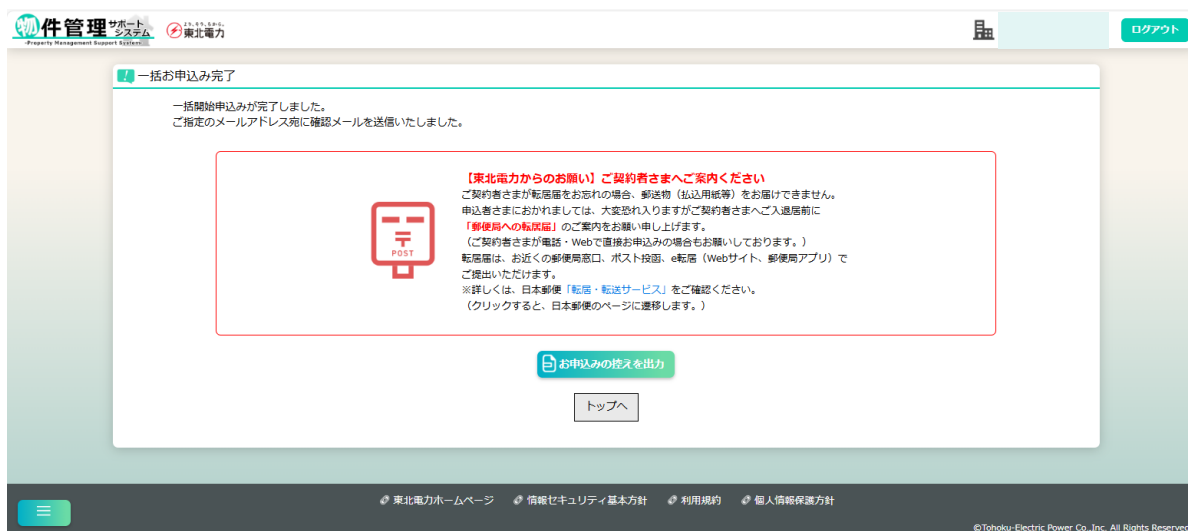 物件管理サポートシステム
-Property Management Support System-
より、そう、ちから。
東北電力
ログアウト
一括お申込み完了
一括開始申込みが完了しました。
ご指定のメールアドレス宛に確認メールを送信いたしました。
POST
【東北電力からのお願い】ご契約者さまへご案内ください
ご契約者さまが転居届をお忘れの場合、郵送物（払込用紙等）をお届けできません。
申込者さまにおかれましては、大変恐れ入りますがご契約者さまへご入退居前に
「郵便局への転居届」のご案内をお願い申し上げます。
（ご契約者さまが電話・Webで直接お申込みの場合もお願いしております。）
転居届は、お近くの郵便局窓口、ポスト投函、e転居（Webサイト、郵便局アプリ）で
ご提出いただけます。
※詳しくは、日本郵便「転居・転送サービス」をご確認ください。
（クリックすると、日本郵便のページに遷移します。）
お申込みの控えを出力
トップへ
東北電力ホームページ 情報セキュリティ基本方針 利用規約 個人情報保護方針
©Tohoku-Electric Power Co.,Inc. All Rights Reserved